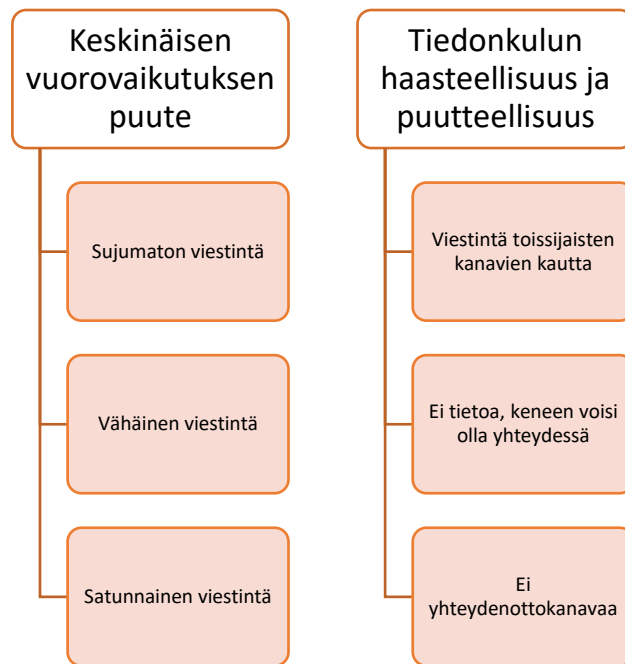 Keskinäisen
vuorovaikutuksen
puute
Sujumaton viestintä
Vähäinen viestintä
Satunnainen viestintä
Tiedonkulun
haasteellisuus ja
puutteellisuus
Viestintä toissijaisten
kanavien kautta
Ei tietoa, keneen voisi
olla yhteydessä
Ei
yhteydenottokanavaa